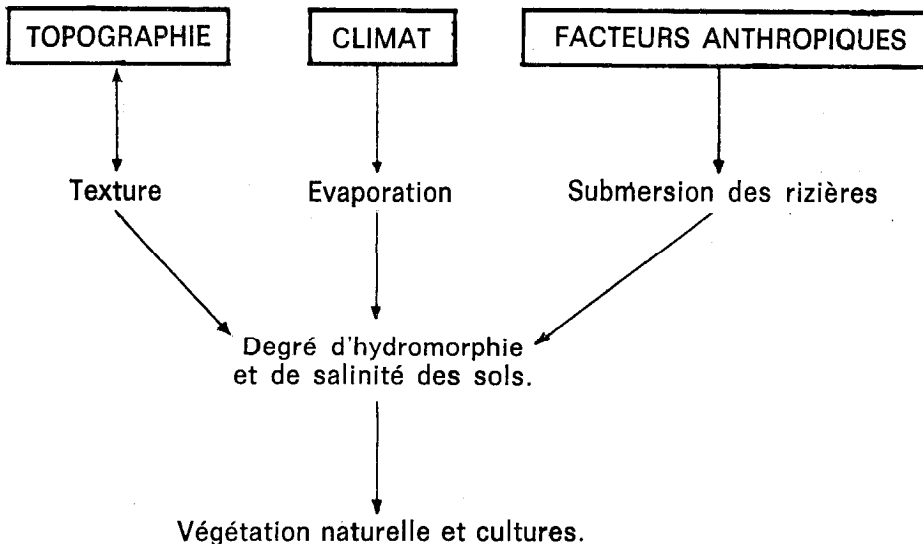 TOPOGRAPHIE
CLIMAT
FACTEURS ANTHROPIQUES
Texture
Evaporation
Submersion des rizières
Degré d'hydromorphie
et de salinité des sols.
Végétation naturelle et cultures.